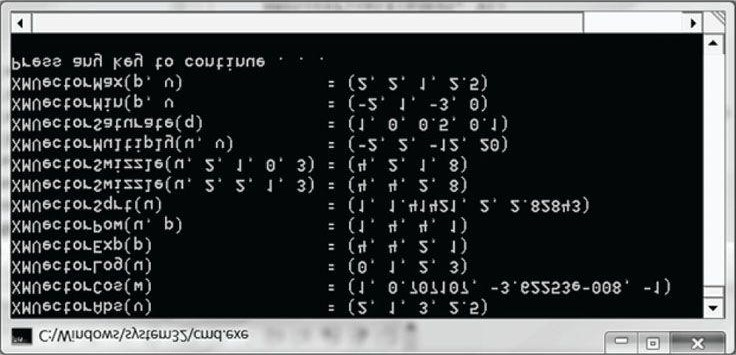 C:\Windows\system32\cmd.exe
XMVectorAbs(v) = (2, 1, 3, 2.5)
XMVectorCos(w) = (1, 0.707107, -3.62253e-008, -1)
XMVectorLog(u) = (0, 1, 2, 3)
XMVectorExp(p) = (4, 4, 2, 1)
XMVectorPow(u, p) = (1, 4, 4, 1)
XMVectorSqrt(u) = (1, 1.41421, 2, 2.82843)
XMVectorSwizzle(u, 2, 2, 1, 3) = (4, 4, 2, 8)
XMVectorSwizzle(u, 2, 1, 0, 3) = (4, 2, 1, 8)
XMVectorMultiply(u, v) = (-2, 2, -12, 20)
XMVectorSaturate(q) = (1, 0, 0.5, 0.1)
XMVectorMin(p, v = (-2, 1, -3, 0)
XMVectorMax(p, v) = (2, 2, 1, 2.5)
Press any key to continue . . .